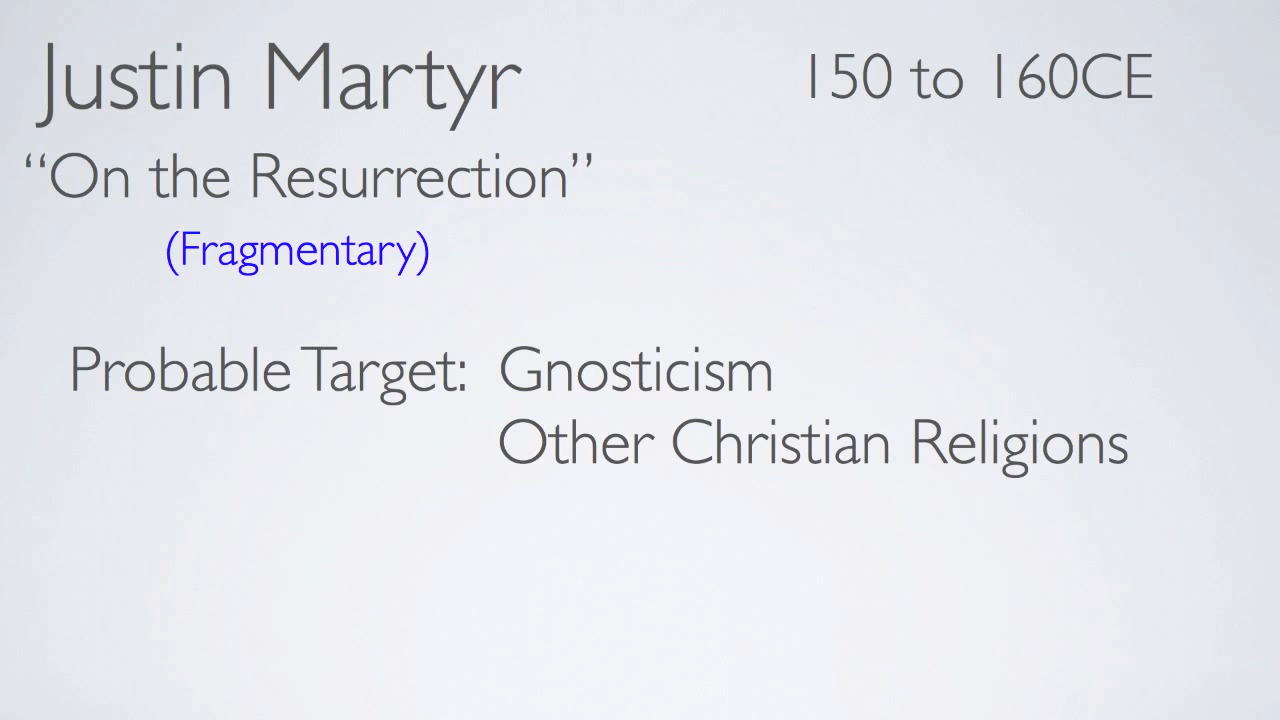 Justin Martyr 150 to 160CE
“On the Resurrection”
(Fragmentary)
Probable Target: Gnosticism
Other Christian Religions